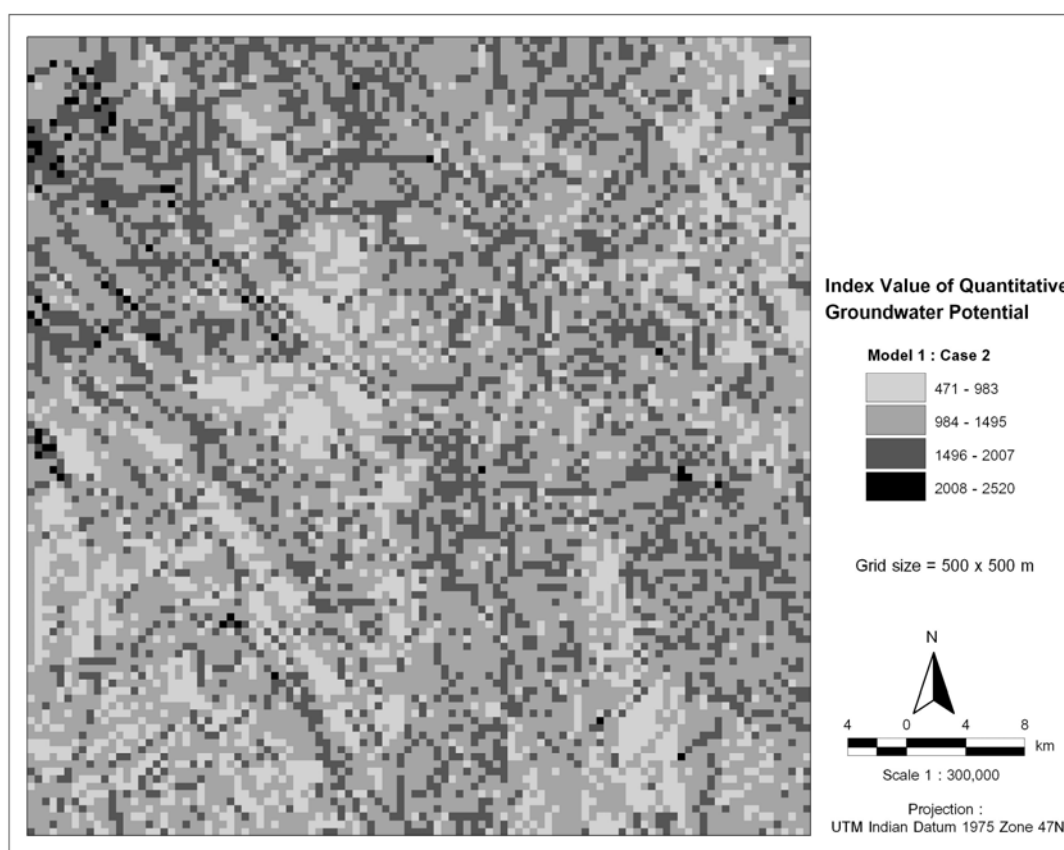 Index Value of Quantitative
Groundwater Potential
Model 1 : Case 2
471 - 983
984 - 1495
1496 - 2007
2008 - 2520
Grid size = 500 x 500 m
N
4 0 4 8
km
Scale 1 : 300,000
Projection :
UTM Indian Datum 1975 Zone 47N